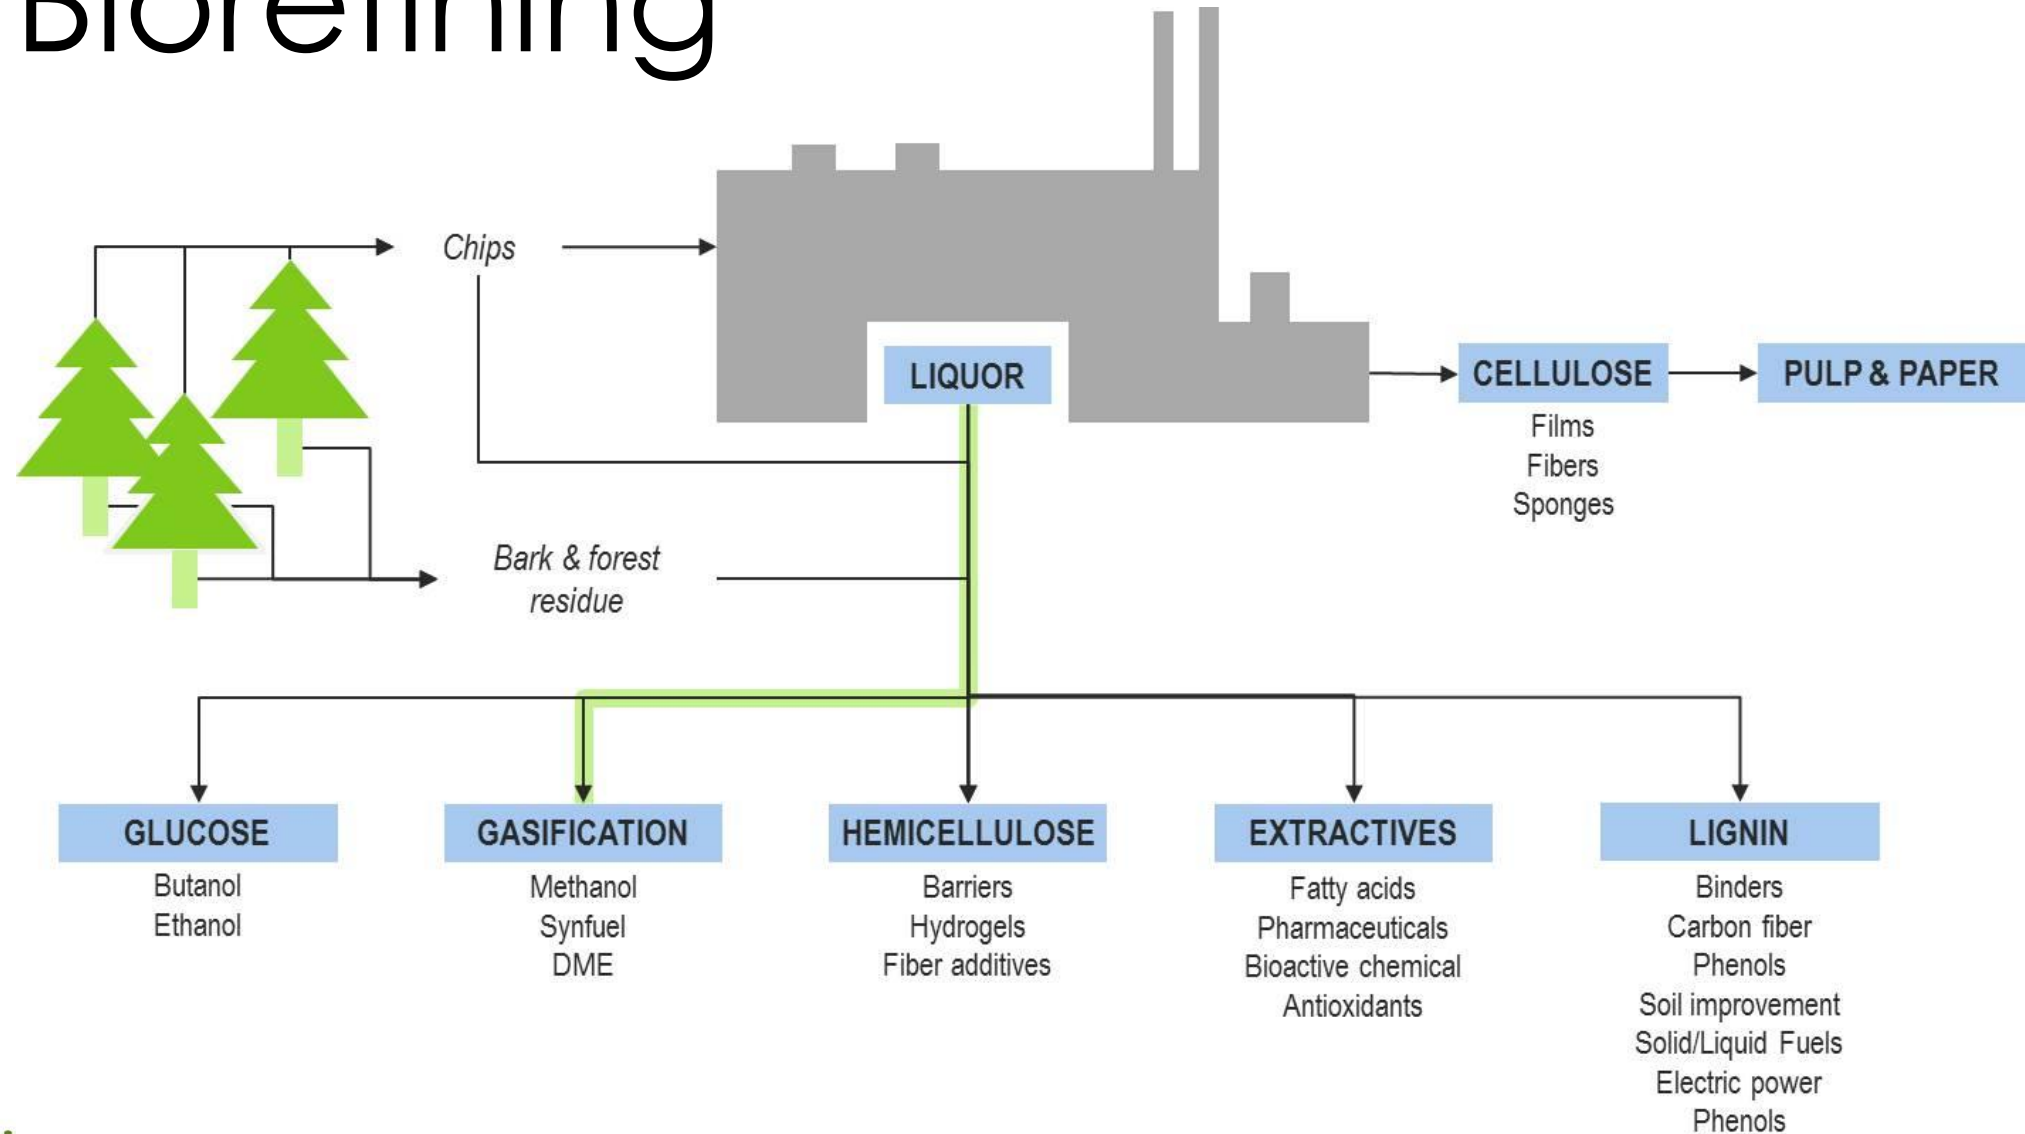 Biorefining
Chips
LIQUOR
CELLULOSE
PULP & PAPER
Films
Fibers
Sponges
Bark & forest
residue
GLUCOSE
Butanol
Ethanol
GASIFICATION
Methanol
Synfuel
DME
HEMICELLULOSE
Barriers
Hydrogels
Fiber additives
EXTRACTIVES
Fatty acids
Pharmaceuticals
Bioactive chemical
Antioxidants
LIGNIN
Binders
Carbon fiber
Phenols
Soil improvement
Solid/Liquid Fuels
Electric power
Phenols